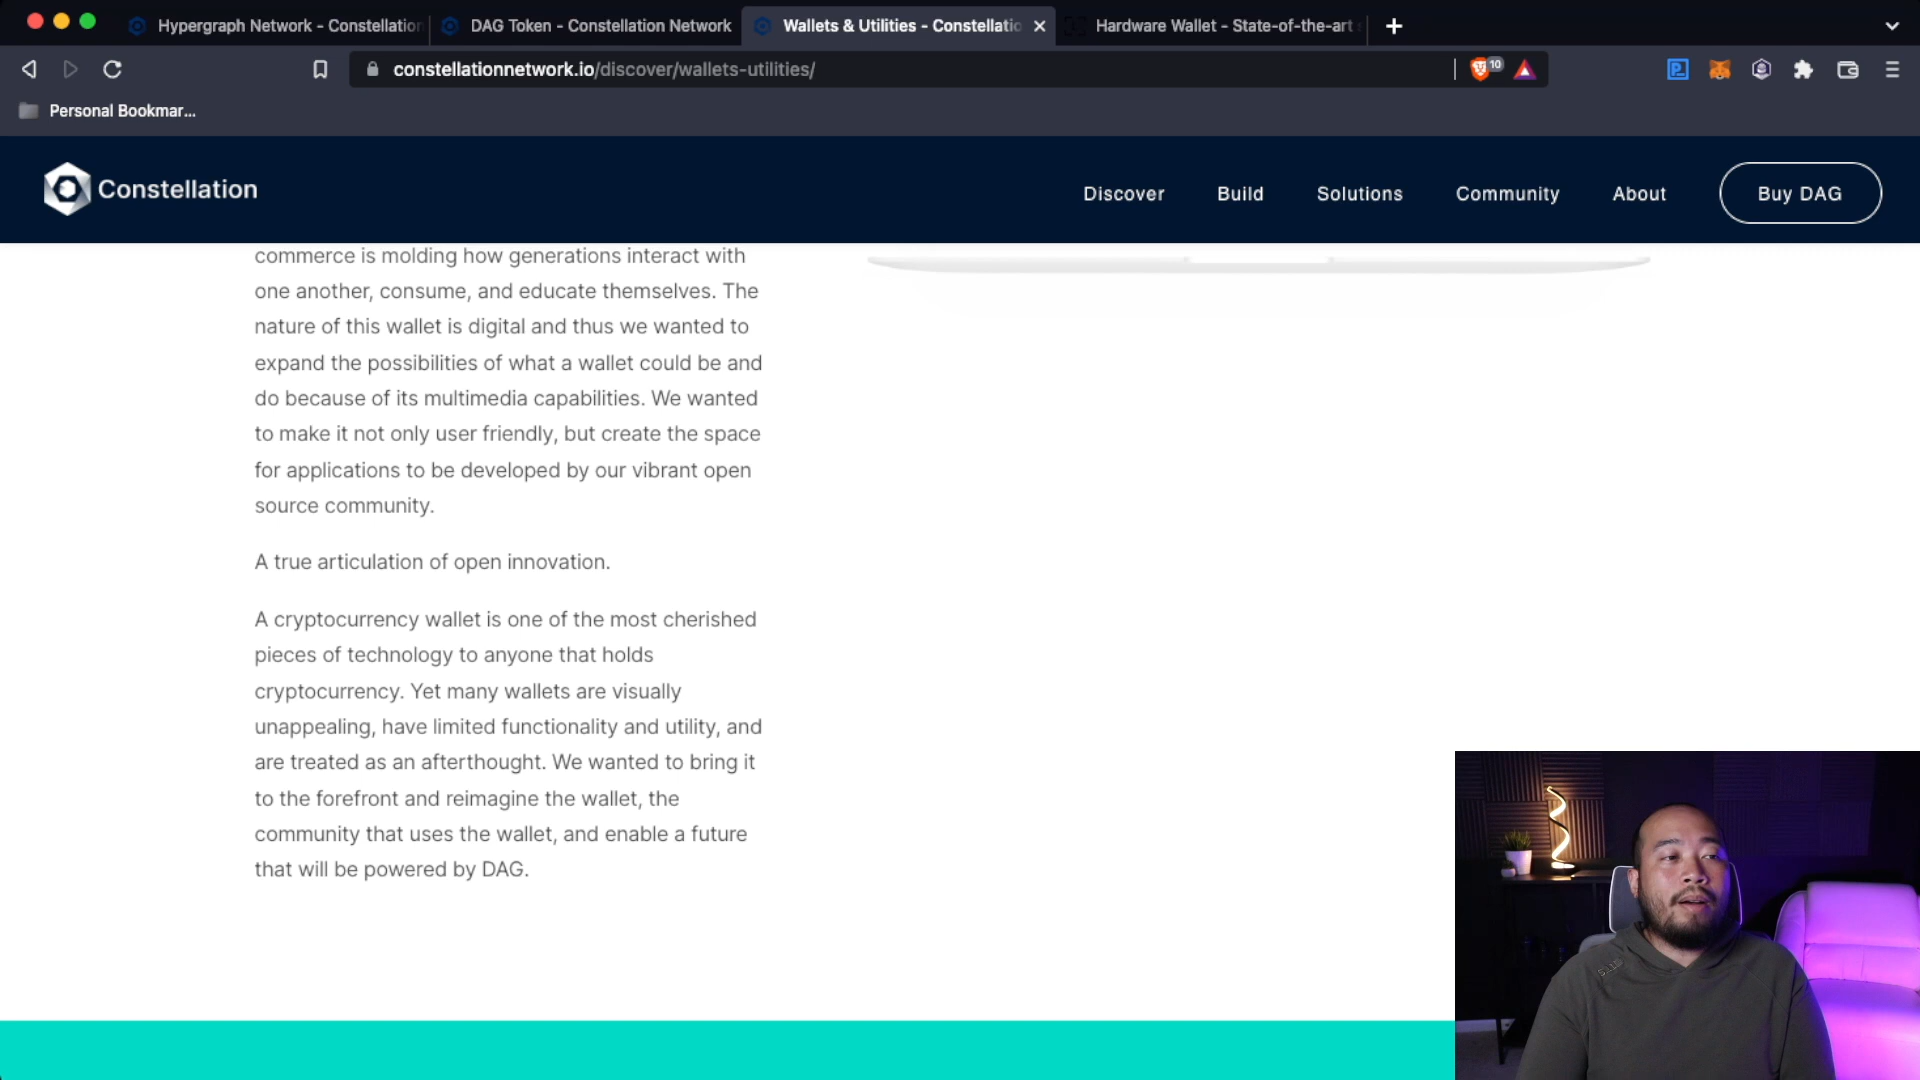 Hypergraph Network - Constellation
DAG Token - Constellation Network
Wallets & Utilities - Constellatio
Hardware Wallet - State-of-the-art
constellationnetwork.io/discover/wallets-utilities/
10
Personal Bookmar...
Constellation
Discover
Build
Solutions
Community
About
Buy DAG
commerce is molding how generations interact with
one another, consume, and educate themselves. The
nature of this wallet is digital and thus we wanted to
expand the possibilities of what a wallet could be and
do because of its multimedia capabilities. We wanted
to make it not only user friendly, but create the space
for applications to be developed by our vibrant open
source community.
A true articulation of open innovation.
A cryptocurrency wallet is one of the most cherished
pieces of technology to anyone that holds
cryptocurrency. Yet many wallets are visually
unappealing, have limited functionality and utility, and
are treated as an afterthought. We wanted to bring it
to the forefront and reimagine the wallet, the
community that uses the wallet, and enable a future
that will be powered by DAG.